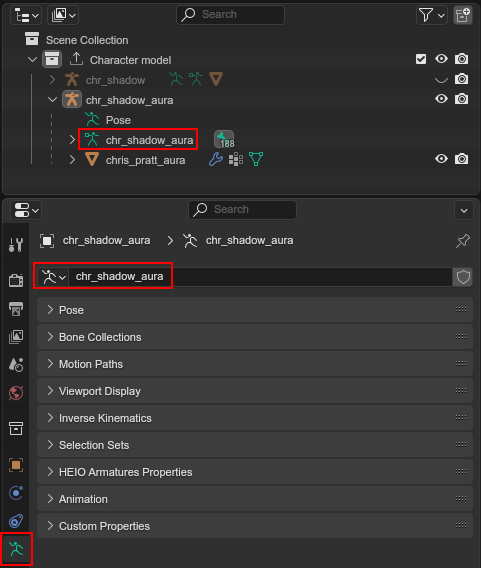 Search
Scene Collection
Character model
chr_shadow
chr_shadow_aura
Pose
chr_shadow_aura 188
chris_pratt_aura
Search
chr_shadow_aura > chr_shadow_aura
chr_shadow_aura
Pose
Bone Collections
Motion Paths
Viewport Display
Inverse Kinematics
Selection Sets
HEIO Armatures Properties
Animation
Custom Properties